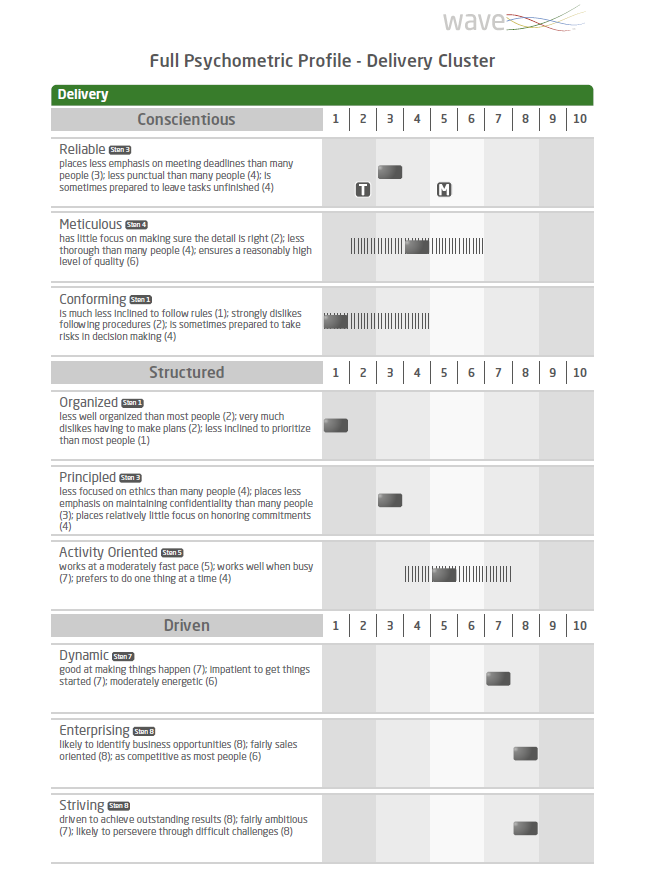 wave
Full Psychometric Profile - Delivery Cluster
Delivery
Conscientious 1 2 3 4 5 6 7 8 9 10
Reliable Sten 3
places less emphasis on meeting deadlines than many
people (3); less punctual than many people (4); is
sometimes prepared to leave tasks unfinished (4)
T M
Meticulous Sten 4
has little focus on making sure the detail is right (2); less
thorough than many people (4); ensures a reasonably high
level of quality (6)
Conforming Sten 1
is much less inclined to follow rules (1); strongly dislikes
following procedures (2); is sometimes prepared to take
risks in decision making (4)
Structured 1 2 3 4 5 6 7 8 9 10
Organized Sten 1
less well organized than most people (2); very much
dislikes having to make plans (2); less inclined to prioritize
than most people (1)
Principled Sten 3
less focused on ethics than many people (4); places less
emphasis on maintaining confidentiality than many people
(3); places relatively little focus on honoring commitments
(4)
Activity Oriented Sten 5
works at a moderately fast pace (5); works well when busy
(7); prefers to do one thing at a time (4)
Driven 1 2 3 4 5 6 7 8 9 10
Dynamic Sten 7
good at making things happen (7); impatient to get things
started (7); moderately energetic (6)
Enterprising Sten 8
likely to identify business opportunities (8); fairly sales
oriented (8); as competitive as most people (6)
Striving Sten 8
driven to achieve outstanding results (8); fairly ambitious
(7); likely to persevere through difficult challenges (8)